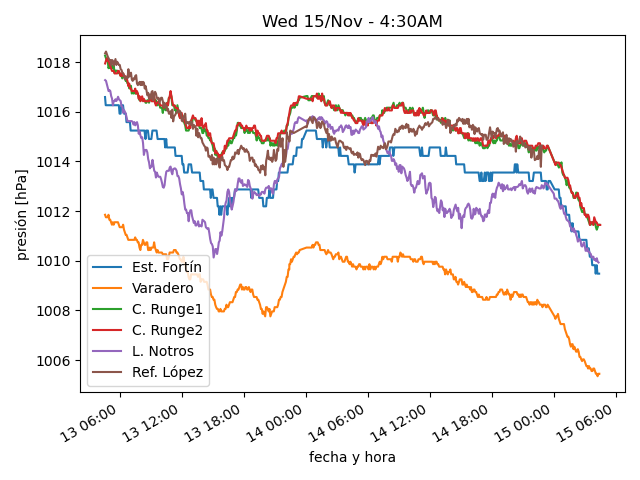 Wed 15/Nov - 4:30AM
presión [hPa]
1018
1016
1014
1012
1010
1008
1006
Est. Fortín
Varadero
C. Runge1
C. Runge2
L. Notros
Ref. López
13 06:00
13 12:00
13 18:00
14 00:00
14 06:00
14 12:00
14 18:00
15 00:00
15 06:00
fecha y hora